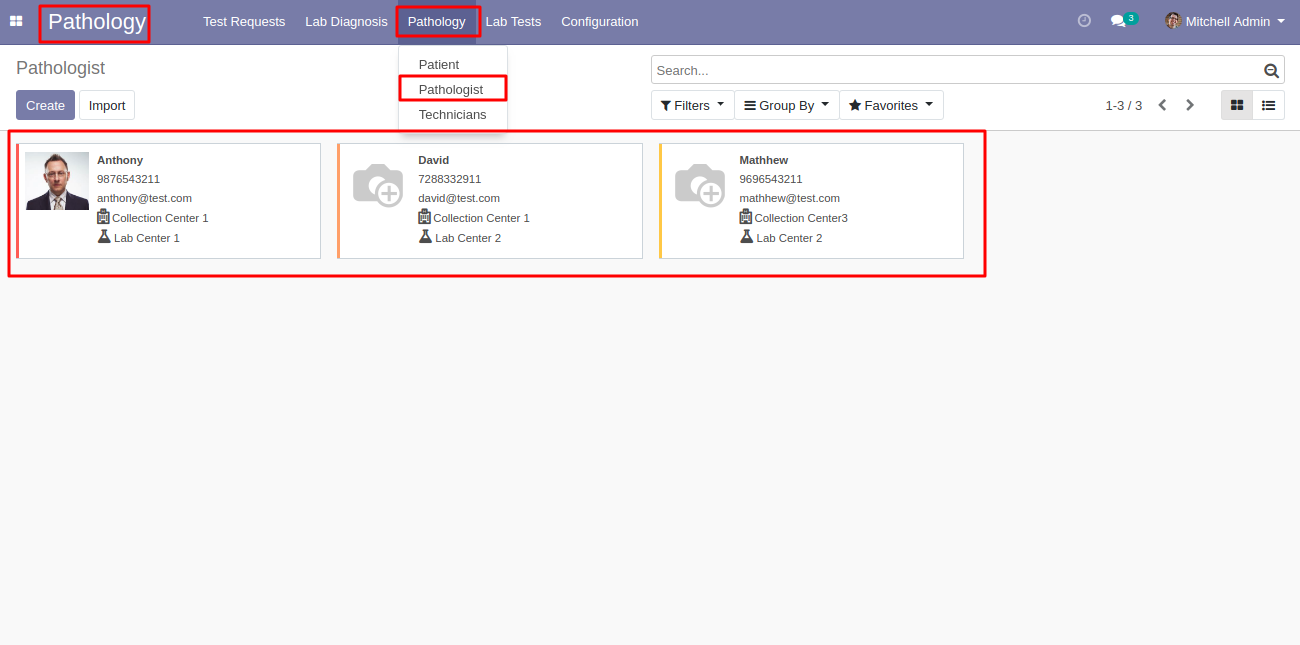 Pathology Test Requests Lab Diagnosis Pathology Lab Tests Configuration 3 Mitchell Admin
Pathologist
Search...
Create Import
Patient
Pathologist
Technicians
Filters Group By Favorites 1-3 / 3
Anthony
9876543211
anthony@test.com
Collection Center 1
Lab Center 1
David
7288332911
david@test.com
Collection Center 1
Lab Center 2
Mathhew
9696543211
mathhew@test.com
Collection Center3
Lab Center 2